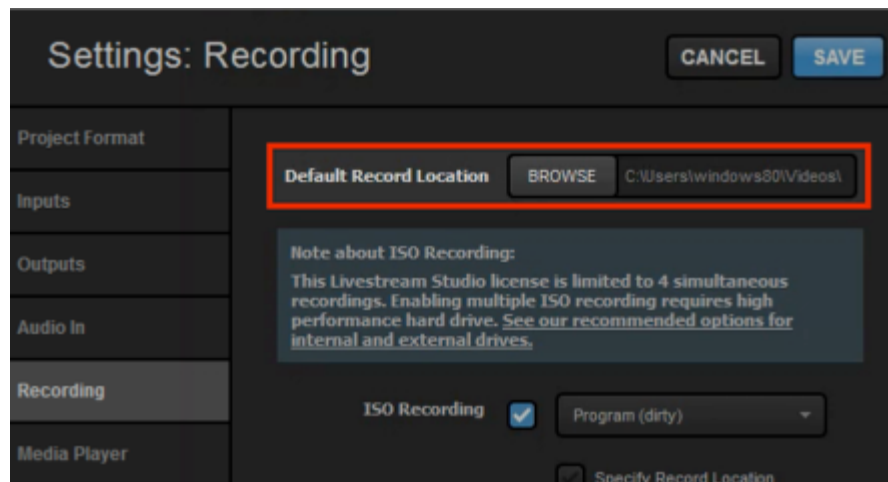 Settings: Recording
CANCEL
SAVE
Project Format
Inputs
Outputs
Audio In
Recording
Media Player
Default Record Location
BROWSE
C:\Users\windows80\Videos\
Note about ISO Recording:
This Livestream Studio license is limited to 4 simultaneous
recordings. Enabling multiple ISO recording requires high
performance hard drive. See our recommended options for
internal and external drives.
ISO Recording
Program (dirty)
Specify Record Location